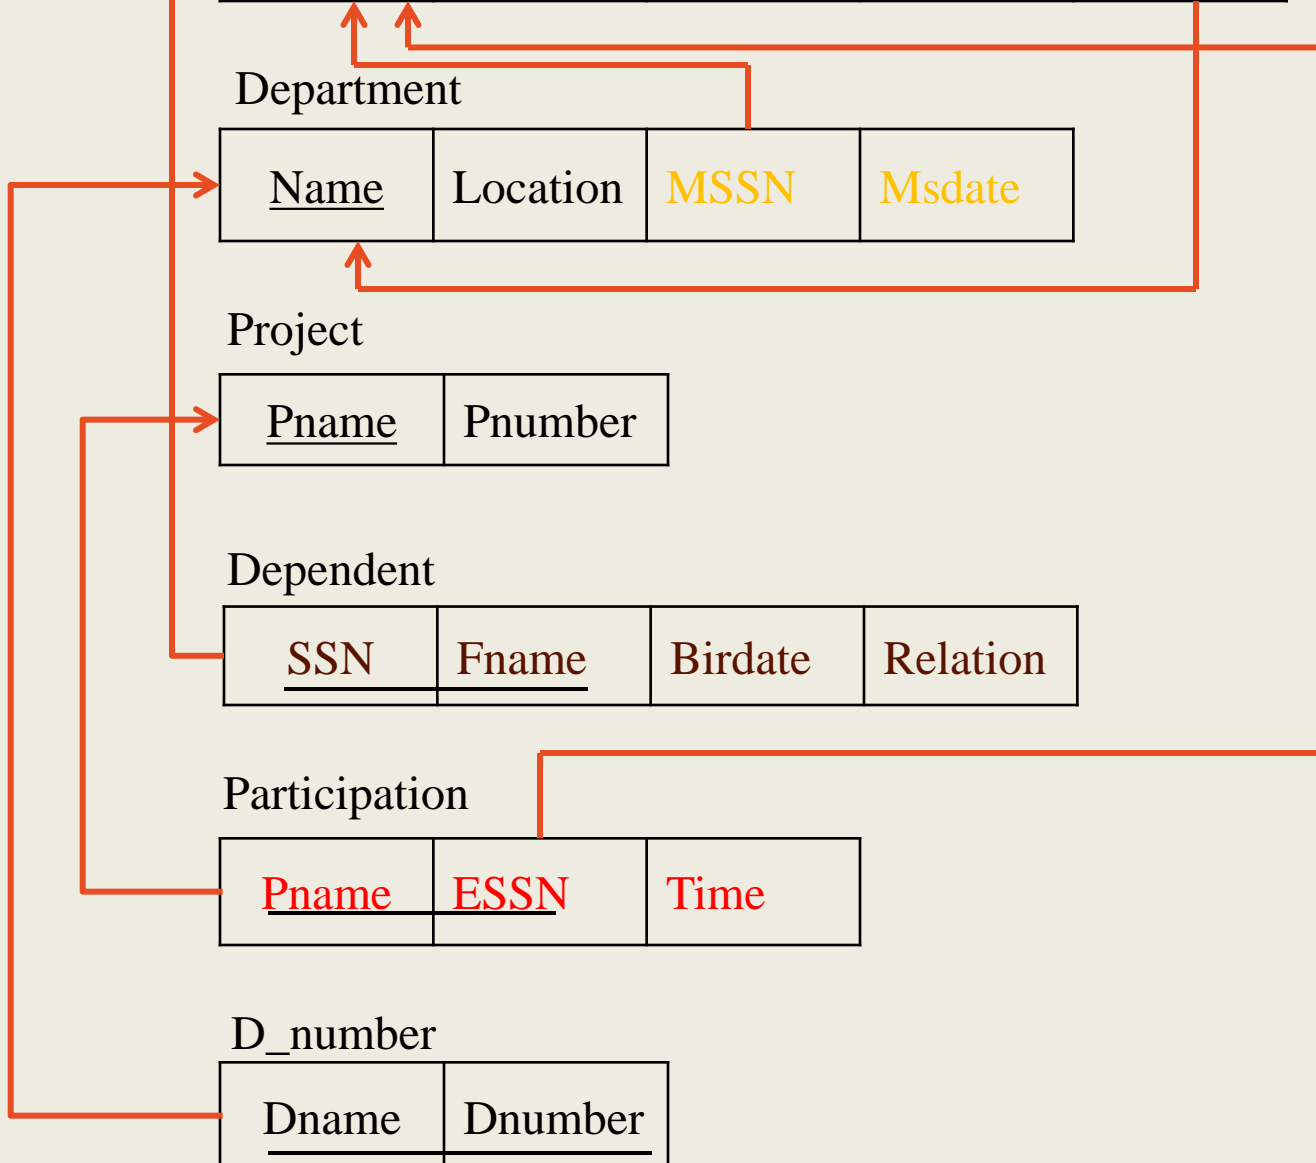 Department
Name Location MSSN Msdate
Project
Pname Pnumber
Dependent
SSN Fname Birdate Relation
Participation
Pname ESSN Time
D_number
Dname Dnumber